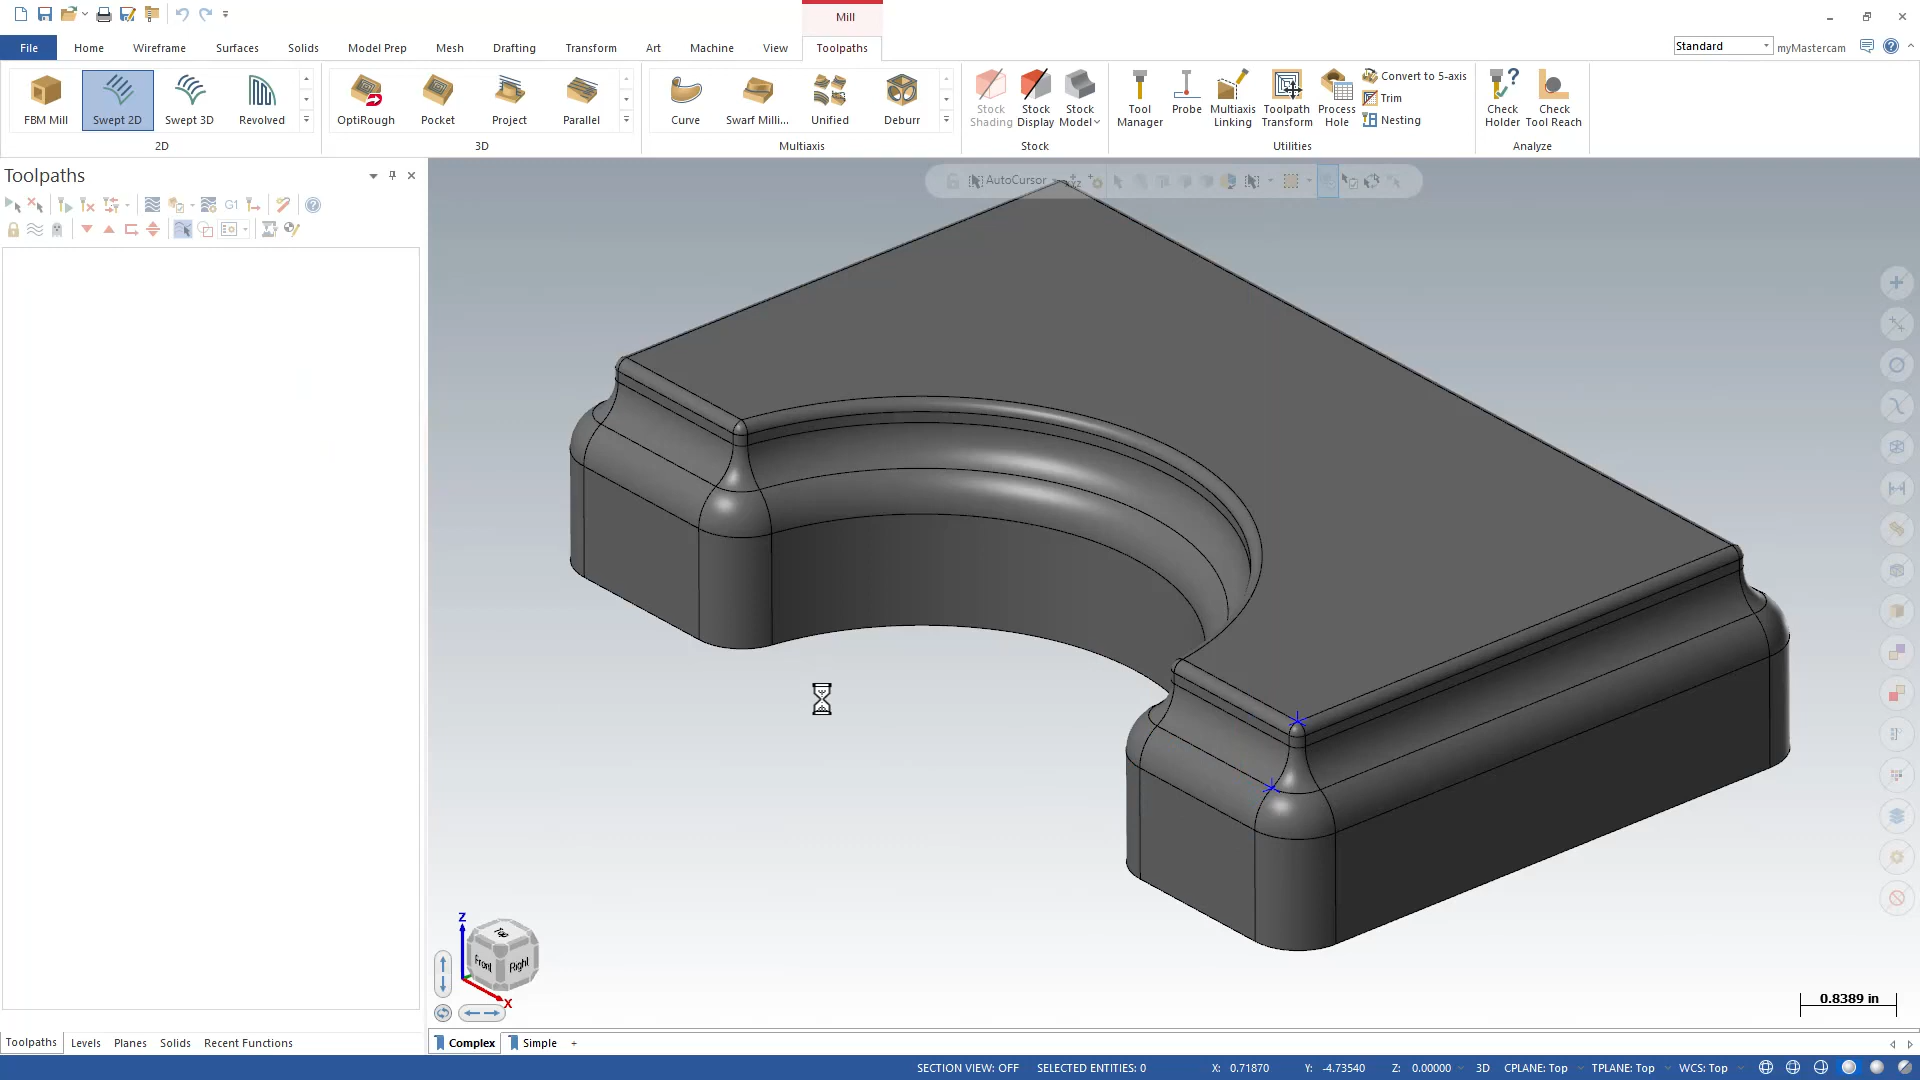 Mill
File
Home
Wireframe
Surfaces
Solids
Model Prep
Mesh
Drafting
Transform
Art
Machine
View
Toolpaths
Standard
myMastercam
FBM Mill
Swept 2D
Swept 3D
Revolved
2D
OptiRough
Pocket
Project
Parallel
3D
Curve
Swarf Milli...
Unified
Deburr
Multiaxis
Stock Shading
Stock Display
Stock Model
Stock
Tool Manager
Probe
Multiaxis Linking
Toolpath Transform
Process Hole
Convert to 5-axis
Trim
Nesting
Utilities
Check Holder
Check Tool Reach
Analyze
Toolpaths
G1
AutoCursor
XYZ
Z
Top
Front
Right
X
0.8389 in
Toolpaths
Levels
Planes
Solids
Recent Functions
Complex
Simple
+
SECTION VIEW: OFF
SELECTED ENTITIES: 0
X: 0.71870
Y: -4.73540
Z: 0.00000
3D
CPLANE: Top
TPLANE: Top
WCS: Top